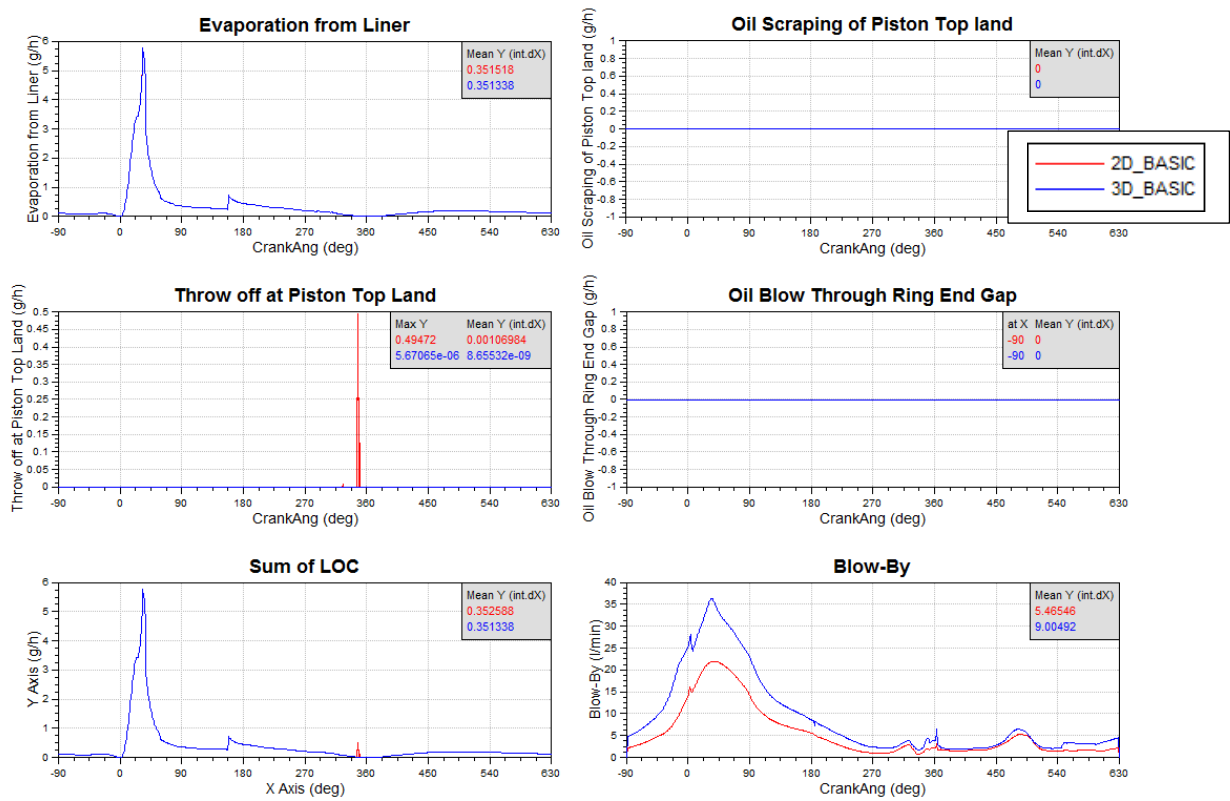 Evaporation from Liner
Evaporation from Liner (g/h)
6
5
4
3
2
1
0
Mean Y (int.dX)
0.351518
0.351338
-90 0 90 180 270 360 450 540 630
CrankAng (deg)
Oil Scraping of Piston Top land
Oil Scraping of Piston Top land (g/h)
1
0.8
0.6
0.4
0.2
0
-0.2
-0.4
-0.6
-0.8
-1
Mean Y (int.dX)
0
0
2D_BASIC
3D_BASIC
-90 0 90 180 270 360 450 540 630
CrankAng (deg)
Throw off at Piston Top Land
Throw off at Piston Top Land (g/h)
0.5
0.45
0.4
0.35
0.3
0.25
0.2
0.15
0.1
0.05
0
Max Y Mean Y (int.dX)
0.49472 0.00106984
5.67065e-06 8.65532e-09
-90 0 90 180 270 360 450 540 630
CrankAng (deg)
Oil Blow Through Ring End Gap
Oil Blow Through Ring End Gap (g/h)
1
0.8
0.6
0.4
0.2
0
-0.2
-0.4
-0.6
-0.8
-1
at X Mean Y (int.dX)
-90 0
-90 0
-90 0 90 180 270 360 450 540 630
CrankAng (deg)
Sum of LOC
Y Axis (g/h)
6
5
4
3
2
1
0
Mean Y (int.dX)
0.352588
0.351338
-90 0 90 180 270 360 450 540 630
X Axis (deg)
Blow-By
Blow-By (l/min)
40
35
30
25
20
15
10
5
0
Mean Y (int.dX)
5.46546
9.00492
-90 0 90 180 270 360 450 540 630
CrankAng (deg)